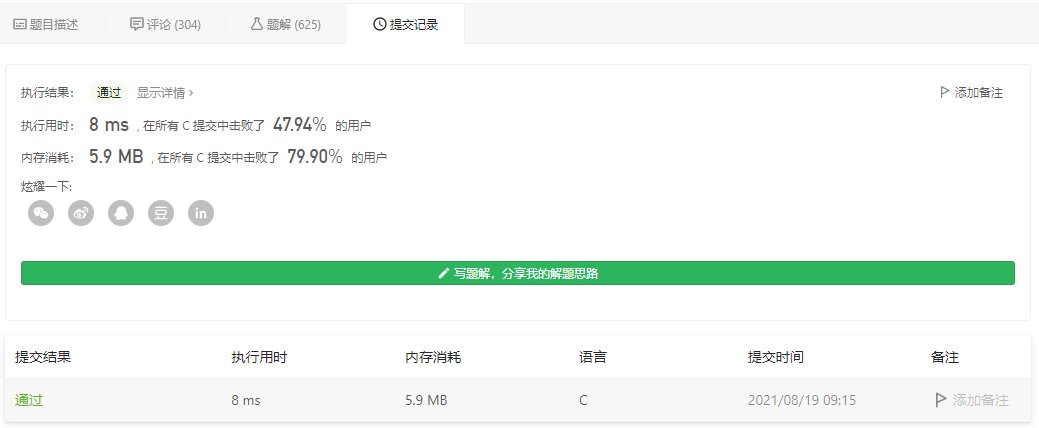 题目描述 评论 (304) 题解 (625) 提交记录
执行结果： 通过 显示详情 › 添加备注
执行用时： 8 ms , 在所有 C 提交中击败了 47.94% 的用户
内存消耗： 5.9 MB , 在所有 C 提交中击败了 79.90% 的用户
炫耀一下:
豆 in
写题解，分享我的解题思路
提交结果 执行用时 内存消耗 语言 提交时间 备注
通过 8 ms 5.9 MB C 2021/08/19 09:15 添加备注